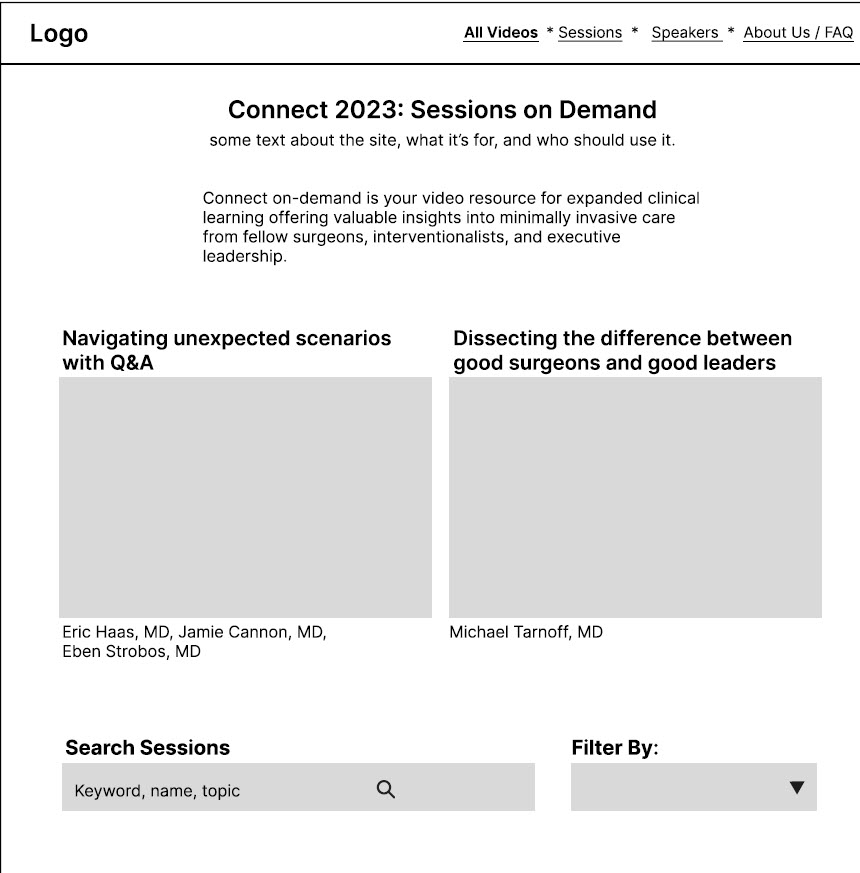 Logo
All Videos * Sessions * Speakers * About Us / FAQ
Connect 2023: Sessions on Demand
some text about the site, what it’s for, and who should use it.
Connect on-demand is your video resource for expanded clinical
learning offering valuable insights into minimally invasive care
from fellow surgeons, interventionalists, and executive
leadership.
Navigating unexpected scenarios
with Q&A
Eric Haas, MD, Jamie Cannon, MD,
Eben Strobos, MD
Dissecting the difference between
good surgeons and good leaders
Michael Tarnoff, MD
Search Sessions
Keyword, name, topic
Filter By: